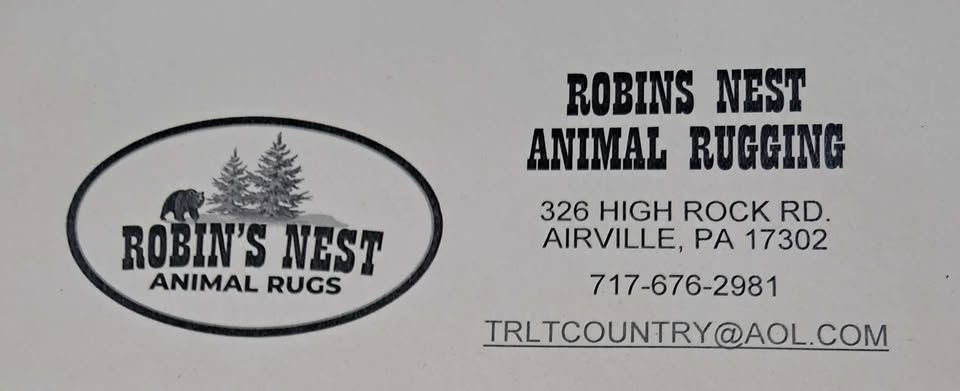 ROBIN'S NEST
ANIMAL RUGS
ROBINS NEST
ANIMAL RUGGING
326 HIGH ROCK RD.
AIRVILLE, PA 17302
717-676-2981
TRLTCOUNTRY@AOL.COM